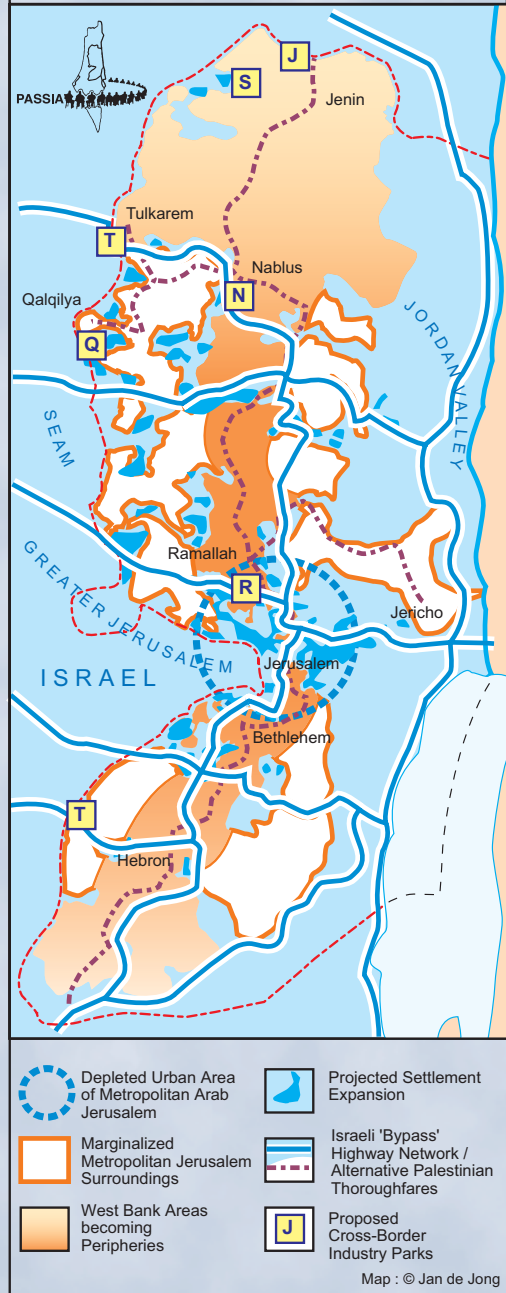 PASSIA
J
S
Jenin
Tulkarem
T
Nablus
N
Qalqilya
Q
JORDAN VALLEY
SEAM
Ramallah
R
GREATER JERUSALEM
Jericho
Jerusalem
ISRAEL
Bethlehem
T
Hebron
Depleted Urban Area
of Metropolitan Arab
Jerusalem
Marginalized
Metropolitan Jerusalem
Surroundings
West Bank Areas
becoming
Peripheries
Projected Settlement
Expansion
Israeli 'Bypass'
Highway Network /
Alternative Palestinian
Thoroughfares
J
Proposed
Cross-Border
Industry Parks
Map : © Jan de Jong